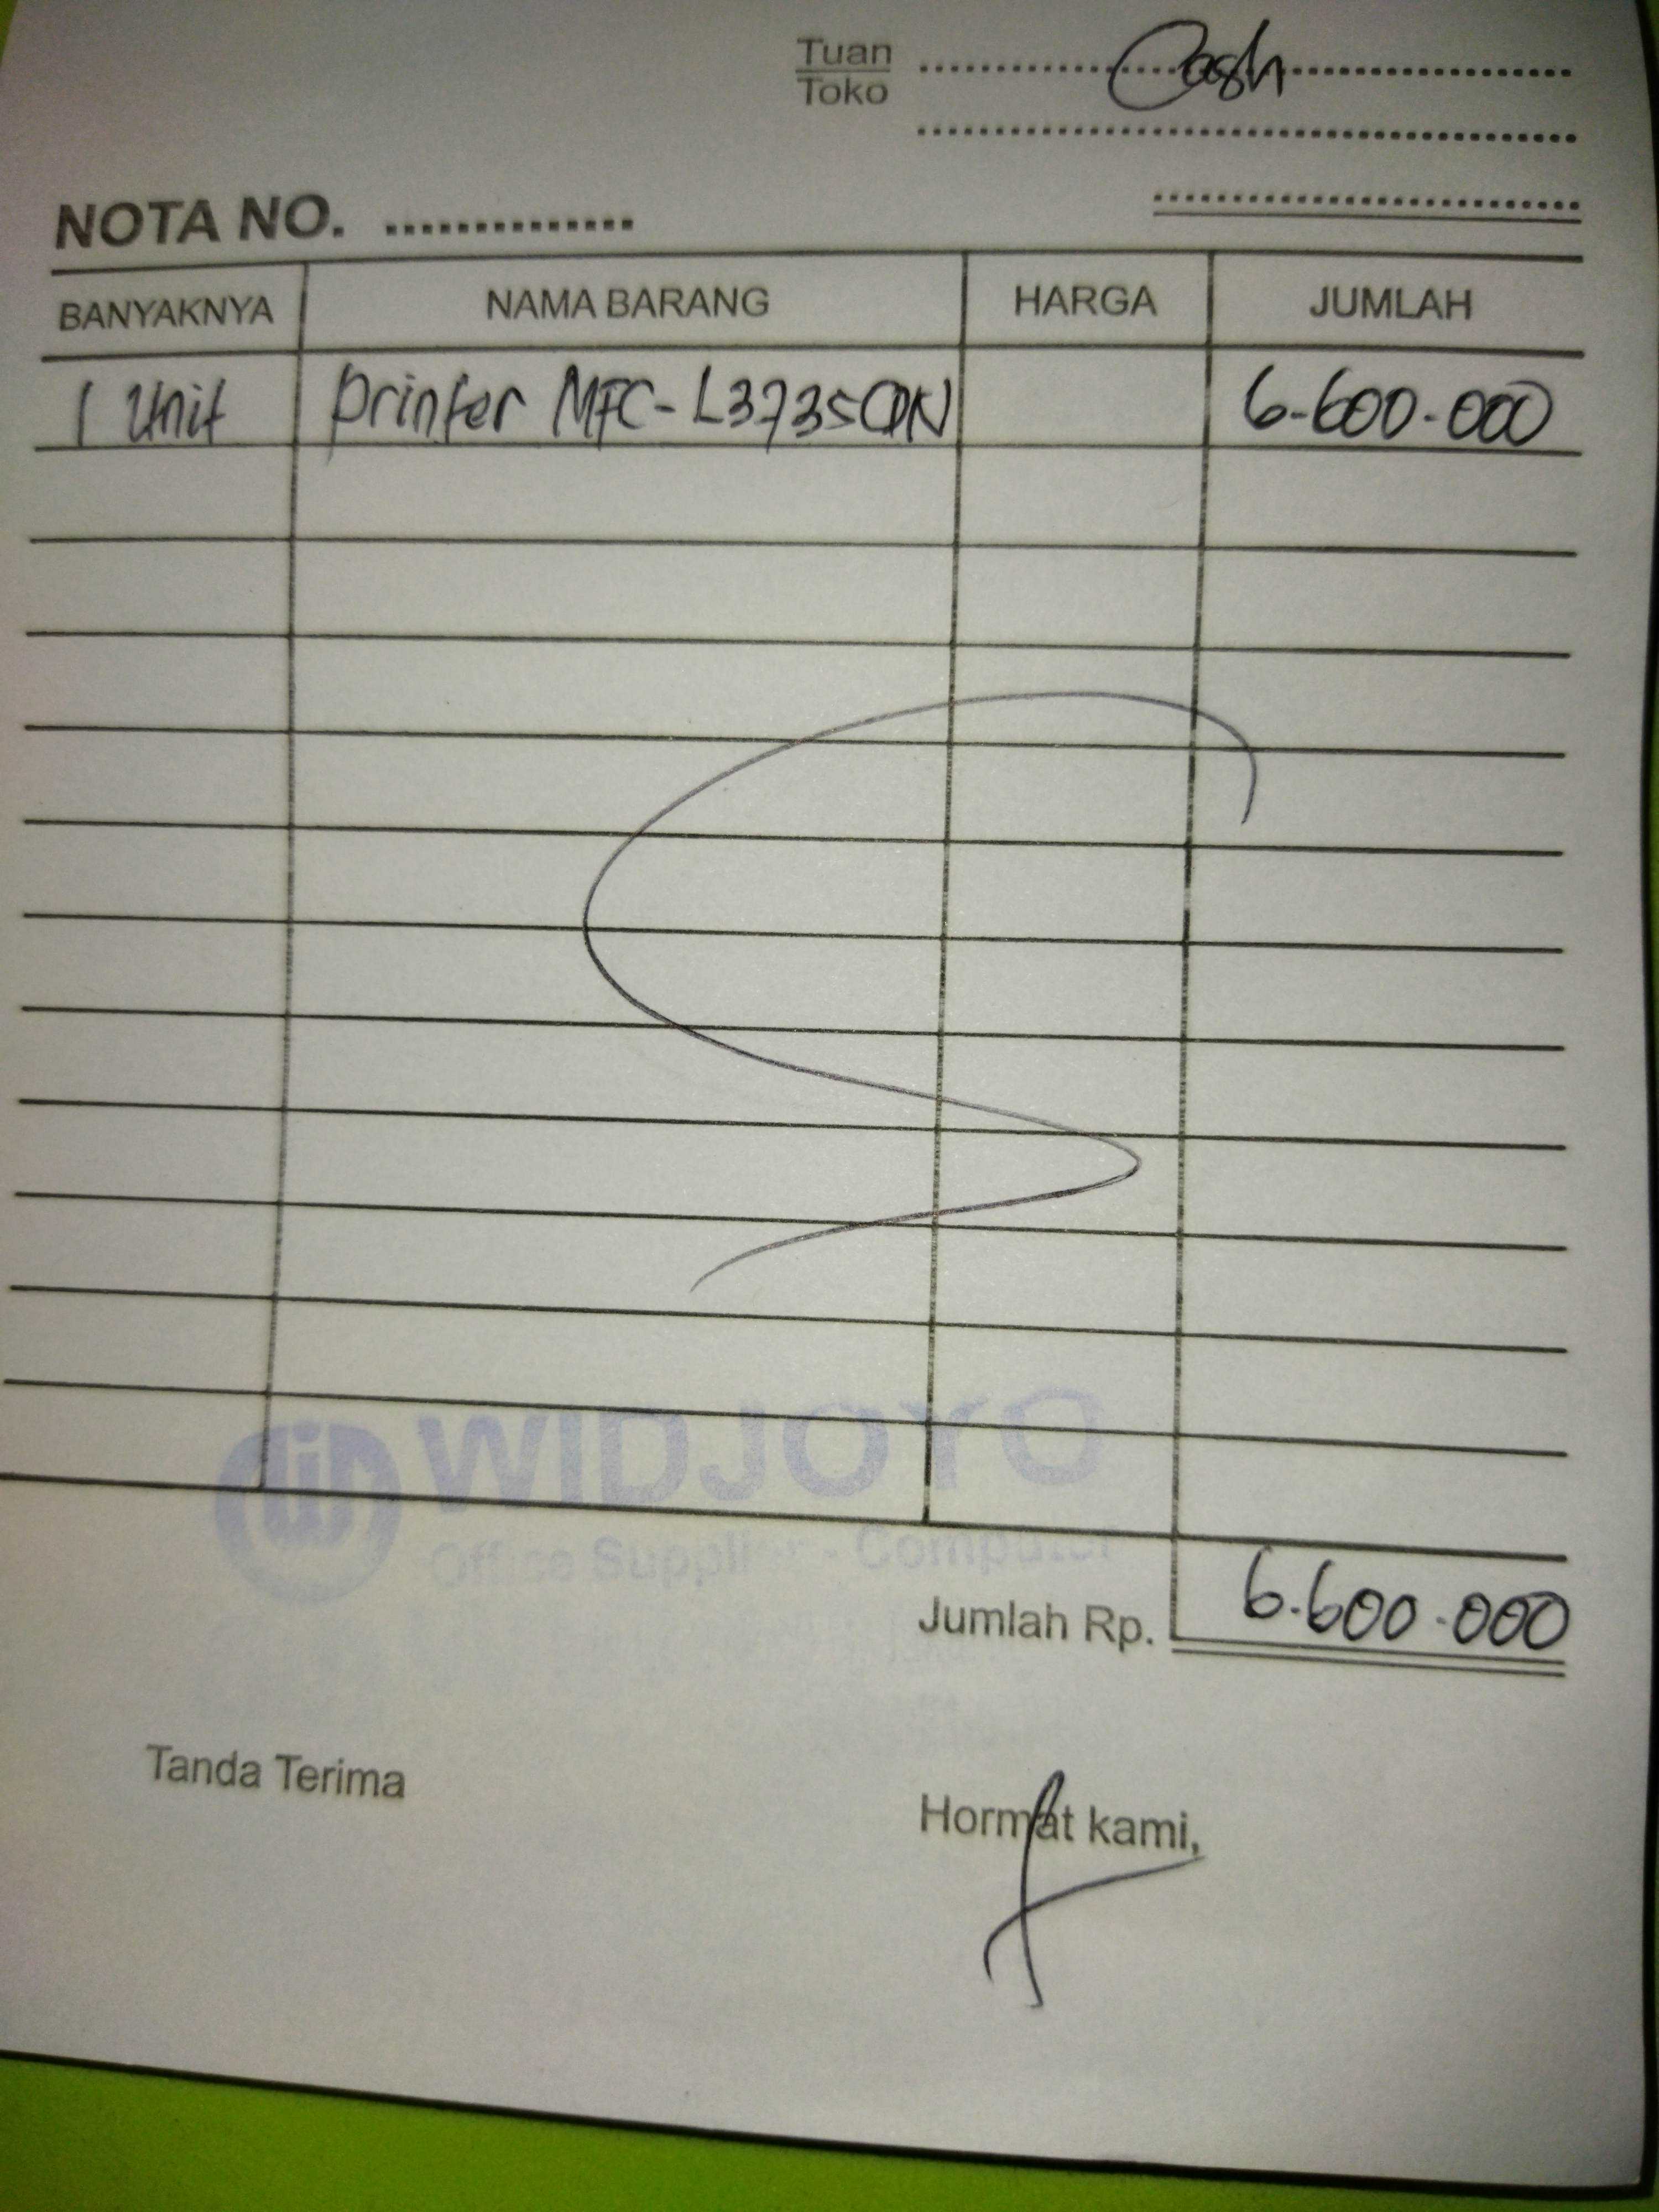 Tuan
Toko
Cash
NOTA NO. ..............
BANYAKNYA NAMA BARANG HARGA JUMLAH
1 Unit Printer MFC-L3735CDN 6.600.000
WIDJOYO
Office Supplier - Computer
Jumlah Rp. 6.600.000
Tanda Terima
Hormat kami,